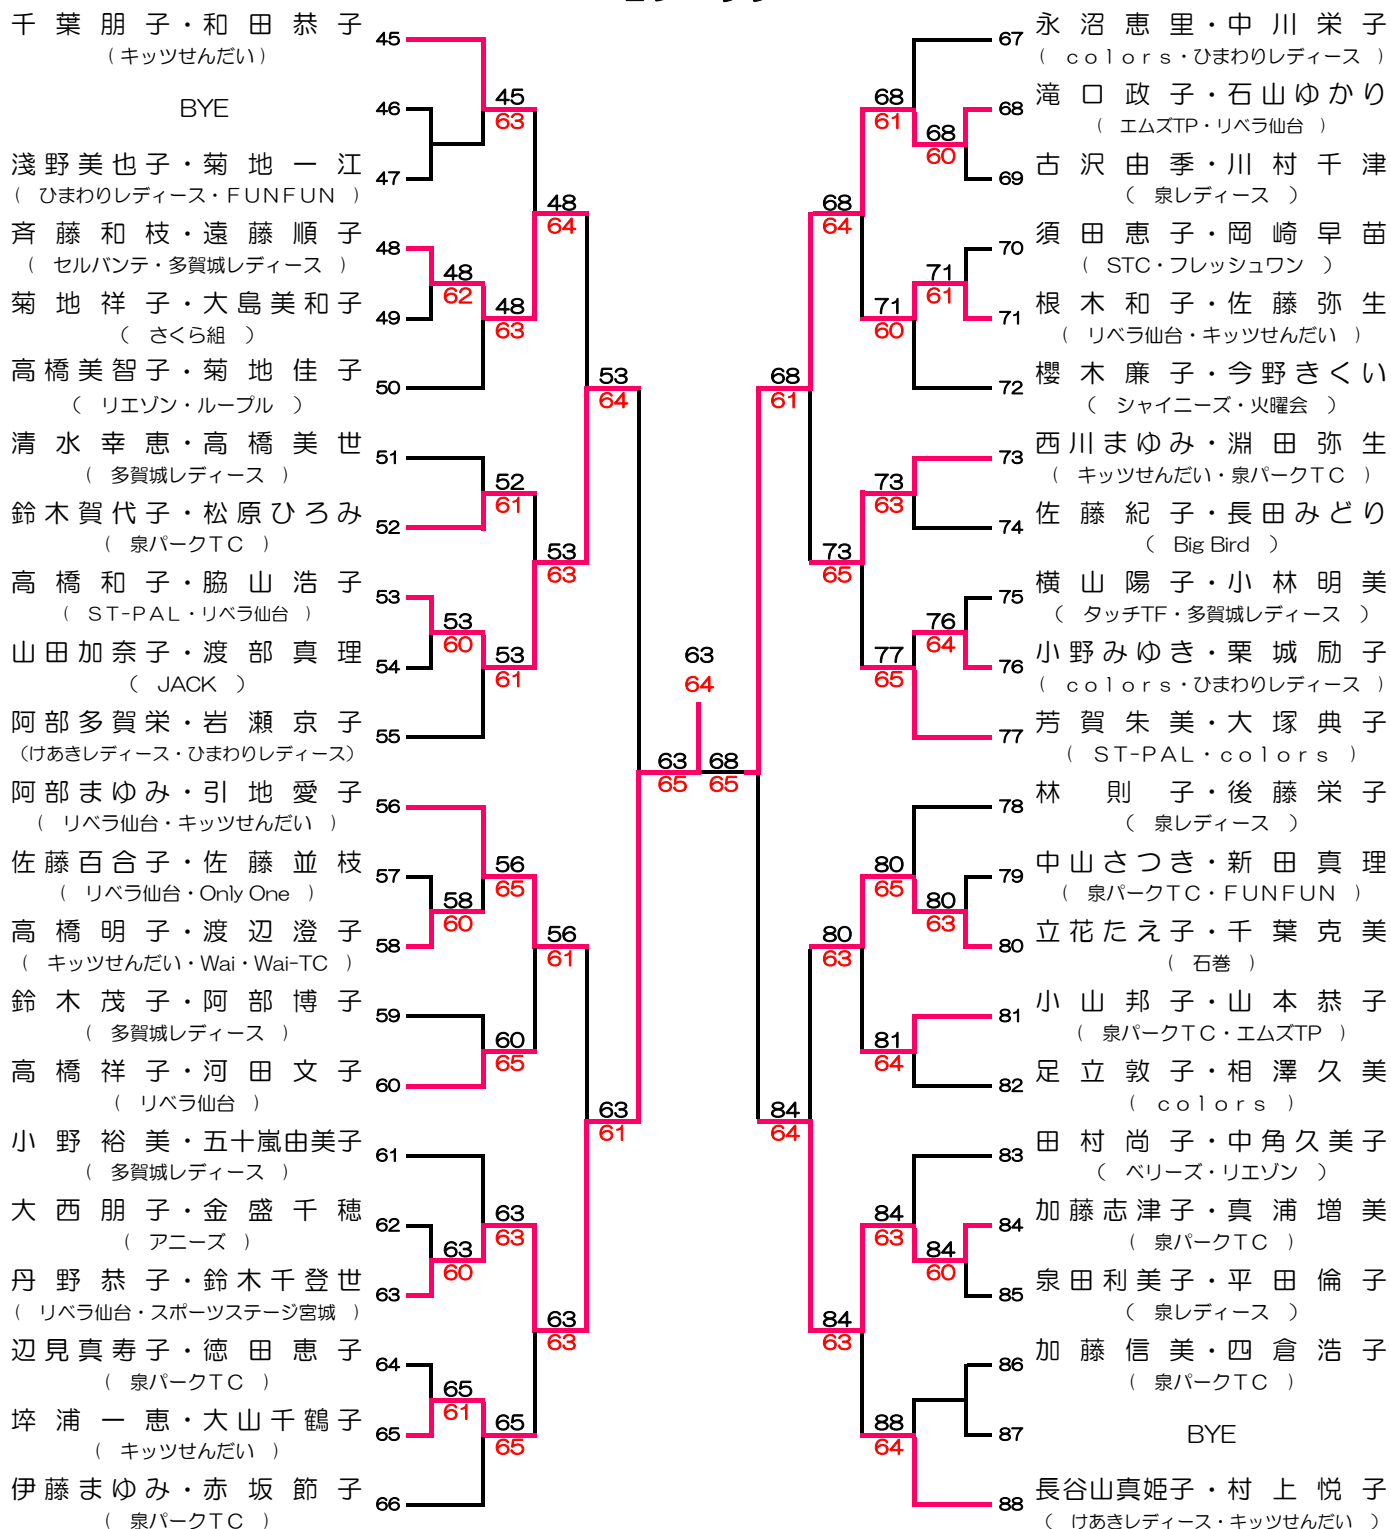 千葉朋子・和田恭子
(キッツせんだい)
45
BYE
46
淺野美也子・菊地一江
( ひまわりレディース・FUNFUN )
47
斉藤和枝・遠藤順子
( セルバンテ・多賀城レディース )
48
菊地祥子・大島美和子
( さくら組 )
49
高橋美智子・菊地佳子
( リエゾン・ループル )
50
清水幸恵・高橋美世
( 多賀城レディース )
51
鈴木賀代子・松原ひろみ
( 泉パークTC )
52
高橋和子・脇山浩子
( ST-PAL・リベラ仙台 )
53
山田加奈子・渡部真理
( JACK )
54
阿部多賀栄・岩瀬京子
(けあきレディース・ひまわりレディース)
55
阿部まゆみ・引地愛子
( リベラ仙台・キッツせんだい )
56
佐藤百合子・佐藤並枝
( リベラ仙台・Only One )
57
高橋明子・渡辺澄子
( キッツせんだい・Wai・Wai-TC )
58
鈴木茂子・阿部博子
( 多賀城レディース )
59
高橋祥子・河田文子
( リベラ仙台 )
60
小野裕美・五十嵐由美子
( 多賀城レディース )
61
大西朋子・金盛千穂
( アニーズ )
62
丹野恭子・鈴木千登世
( リベラ仙台・スポーツステージ宮城 )
63
辺見真寿子・徳田恵子
( 泉パークTC )
64
埣浦一恵・大山千鶴子
( キッツせんだい )
65
伊藤まゆみ・赤坂節子
( 泉パークTC )
66
48
62
53
60
58
60
63
60
65
61
45
63
48
63
52
61
53
61
56
65
60
65
63
63
65
65
48
64
53
63
56
61
63
63
53
64
63
61
63
65
63
64
68
65
68
61
84
64
68
64
73
65
80
63
84
63
68
61
71
60
73
63
77
65
80
65
81
64
84
63
88
64
68
60
71
61
76
64
80
63
84
60
67
永沼恵里・中川栄子
( colors・ひまわりレディース )
68
滝口政子・石山ゆかり
( エムズTP・リベラ仙台 )
69
古沢由季・川村千津
( 泉レディース )
70
須田恵子・岡崎早苗
( STC・フレッシュワン )
71
根木和子・佐藤弥生
( リベラ仙台・キッツせんだい )
72
櫻木廉子・今野きくい
( シャイニーズ・火曜会 )
73
西川まゆみ・淵田弥生
( キッツせんだい・泉パークTC )
74
佐藤紀子・長田みどり
( Big Bird )
75
横山陽子・小林明美
( タッチTF・多賀城レディース )
76
小野みゆき・栗城励子
( colors・ひまわりレディース )
77
芳賀朱美・大塚典子
( ST-PAL・colors )
78
林則子・後藤栄子
( 泉レディース )
79
中山さつき・新田真理
( 泉パークTC・FUNFUN )
80
立花たえ子・千葉克美
( 石巻 )
81
小山邦子・山本恭子
( 泉パークTC・エムズTP )
82
足立敦子・相澤久美
( colors )
83
田村尚子・中角久美子
( ベリーズ・リエゾン )
84
加藤志津子・真浦増美
( 泉パークTC )
85
泉田利美子・平田倫子
( 泉レディース )
86
加藤信美・四倉浩子
( 泉パークTC )
87
BYE
88
長谷山真姫子・村上悦子
( けあきレディース・キッツせんだい )